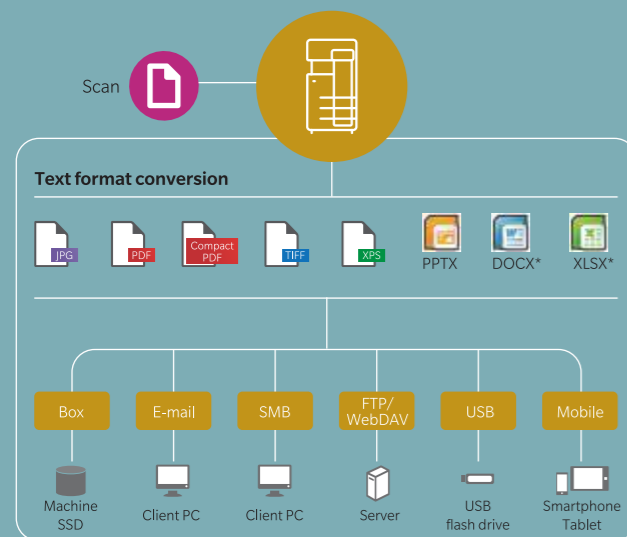 Scan
Text format conversion
JPG
PDF
Compact
PDF
TIFF
XPS
PPTX
DOCX*
XLSX*
Box
E-mail
SMB
FTP/
WebDAV
USB
Mobile
Machine
SSD
Client PC
Client PC
Server
USB
flash drive
Smartphone
Tablet